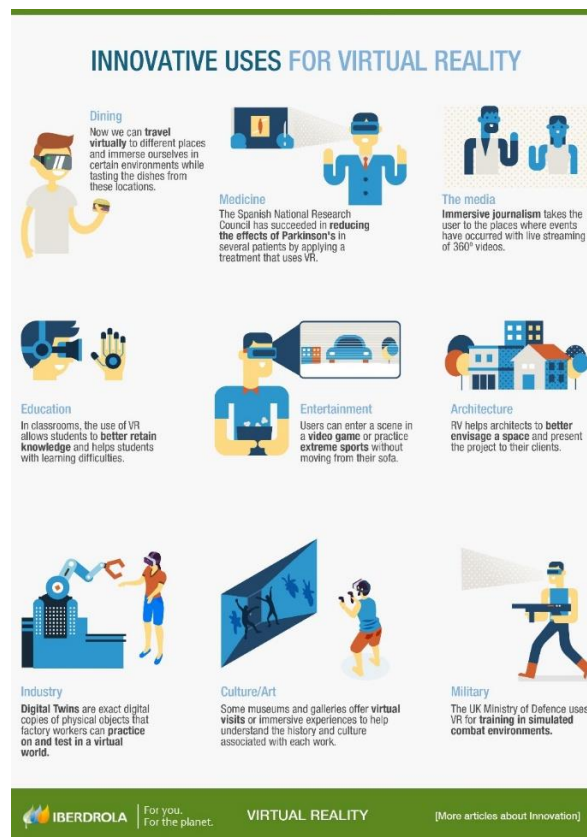 INNOVATIVE USES FOR VIRTUAL REALITY
Dining
Now we can travel
virtually to different places
and immerse ourselves in
certain environments while
tasting the dishes from
these locations.
Medicine
The Spanish National Research
Council has succeeded in reducing
the effects of Parkinson's in
several patients by applying a
treatment that uses VR.
The media
Immersive journalism takes the
user to the places where events
have occurred with live streaming
of 360º videos.
Education
In classrooms, the use of VR
allows students to better retain
knowledge and helps students
with learning difficulties.
Entertainment
Users can enter a scene in
a video game or practice
extreme sports without
moving from their sofa.
Architecture
RV helps architects to better
envisage a space and present
the project to their clients.
Industry
Digital Twins are exact digital
copies of physical objects that
factory workers can practice
on and test in a virtual
world.
Culture/Art
Some museums and galleries offer virtual
visits or immersive experiences to help
understand the history and culture
associated with each work.
Military
The UK Ministry of Defence uses
VR for training in simulated
combat environments.
IBERDROLA
For you.
For the planet.
VIRTUAL REALITY
[More articles about Innovation]